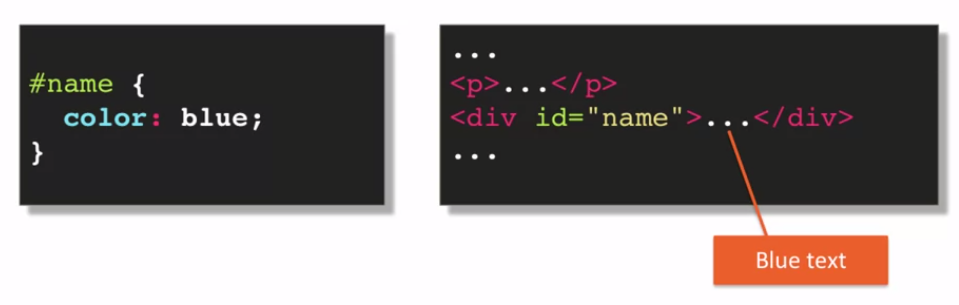 #name {
color: blue;
}
...
<p>...</p>
<div id="name">...</div>
...
Blue text